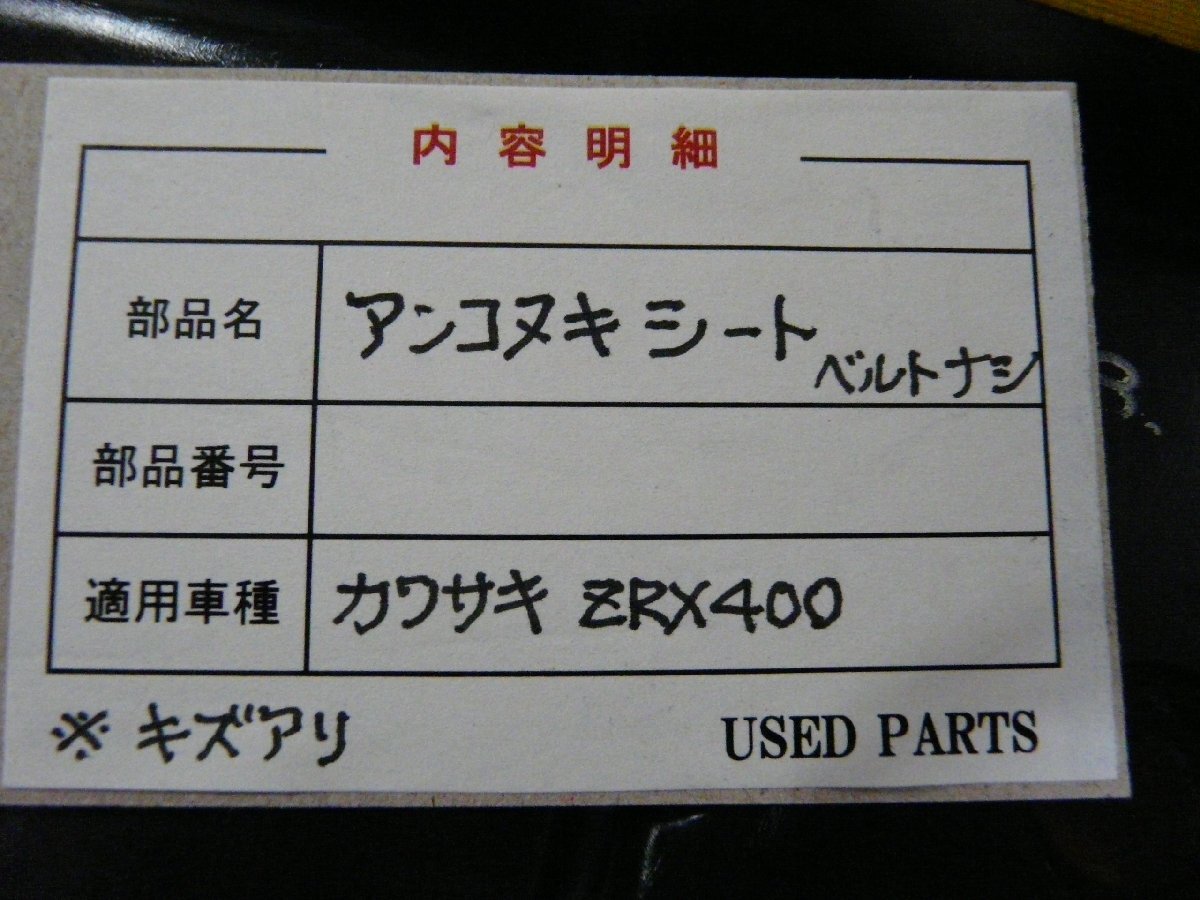 内容明細
部品名 アンコヌキ シート
ベルトナシ
部品番号
適用車種 カワサキ ZRX400
※ キズアリ USED PARTS